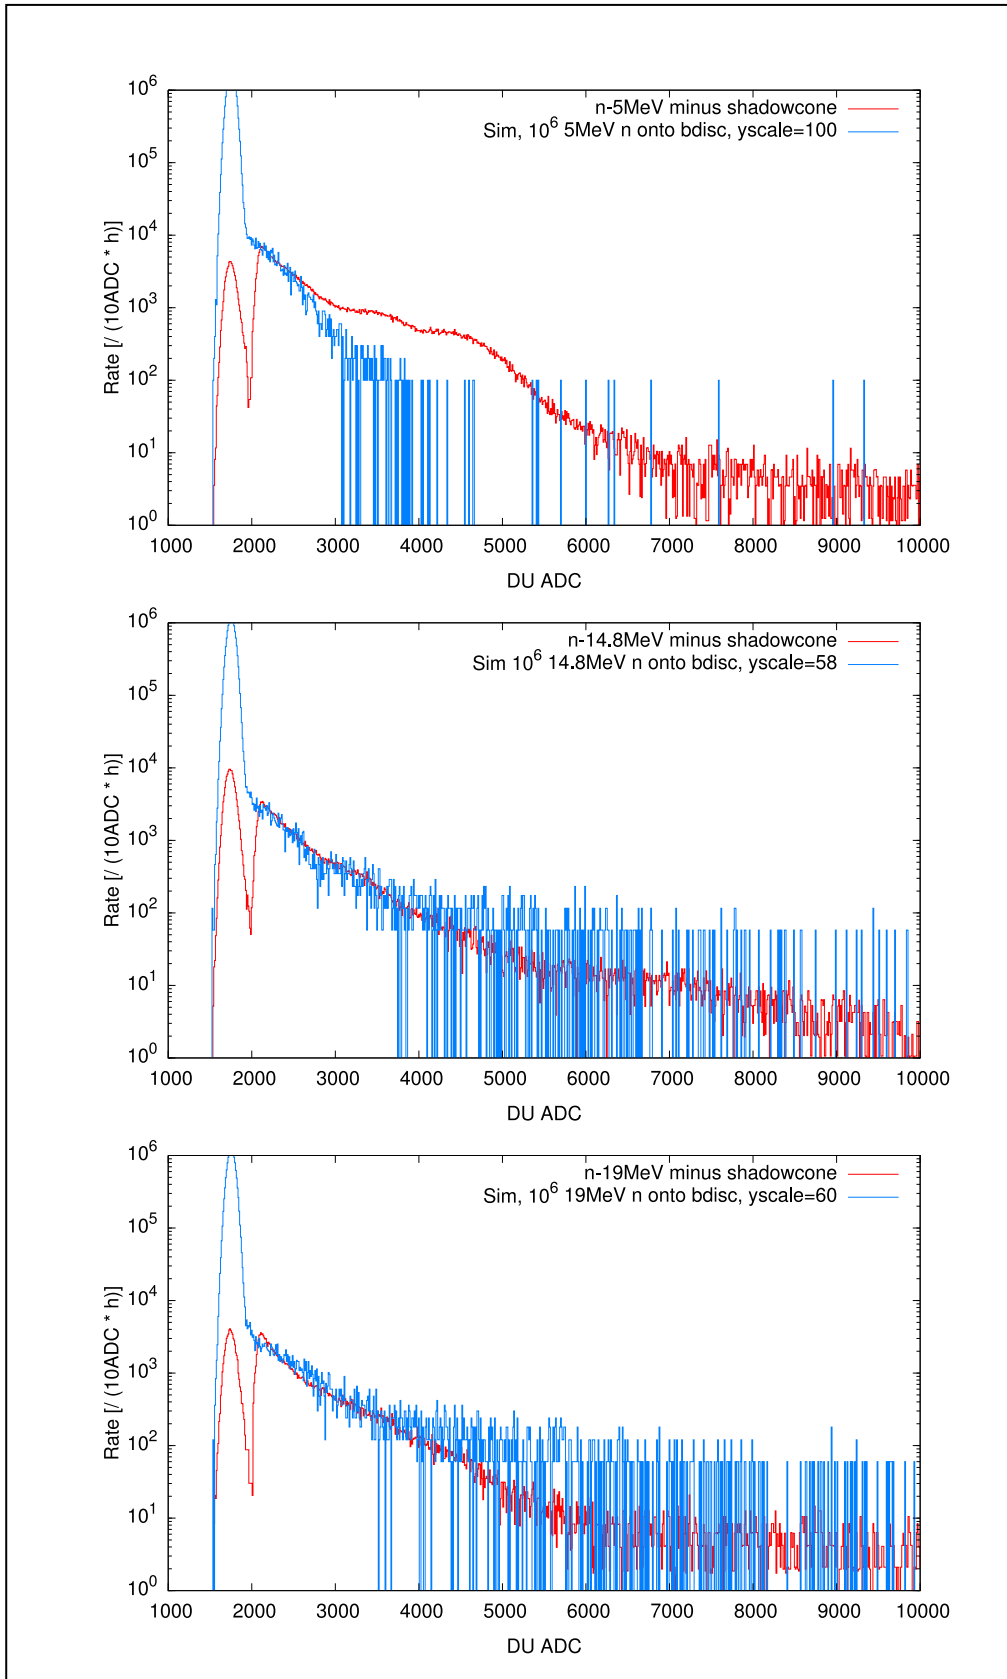 n-5MeV minus shadowcone
Sim, 10^6 5MeV n onto bdisc, yscale=100
Rate [/ (10ADC * h)]
10^6
10^5
10^4
10^3
10^2
10^1
10^0
1000 2000 3000 4000 5000 6000 7000 8000 9000 10000
DU ADC
n-14.8MeV minus shadowcone
Sim 10^6 14.8MeV n onto bdisc, yscale=58
Rate [/ (10ADC * h)]
10^6
10^5
10^4
10^3
10^2
10^1
10^0
1000 2000 3000 4000 5000 6000 7000 8000 9000 10000
DU ADC
n-19MeV minus shadowcone
Sim, 10^6 19MeV n onto bdisc, yscale=60
Rate [/ (10ADC * h)]
10^6
10^5
10^4
10^3
10^2
10^1
10^0
1000 2000 3000 4000 5000 6000 7000 8000 9000 10000
DU ADC